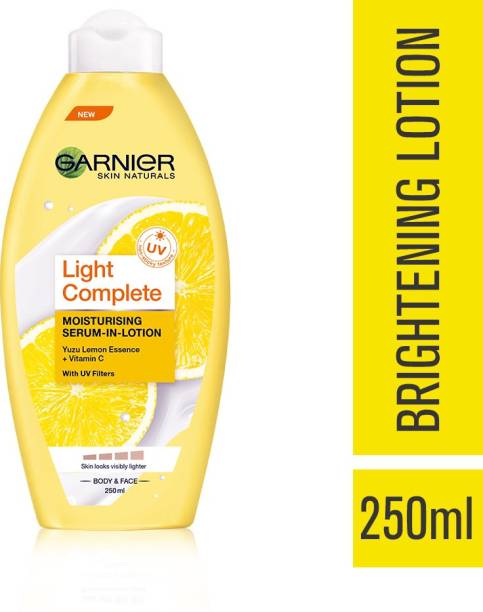 NEW
GARNIER
SKIN NATURALS
UV
Light
Complete
MOISTURISING
SERUM-IN-LOTION
Yuzu Lemon Essence
+ Vitamin C
With UV Filters
Skin looks visibly lighter
BODY & FACE
250ml
BRIGHTENING LOTION
250ml